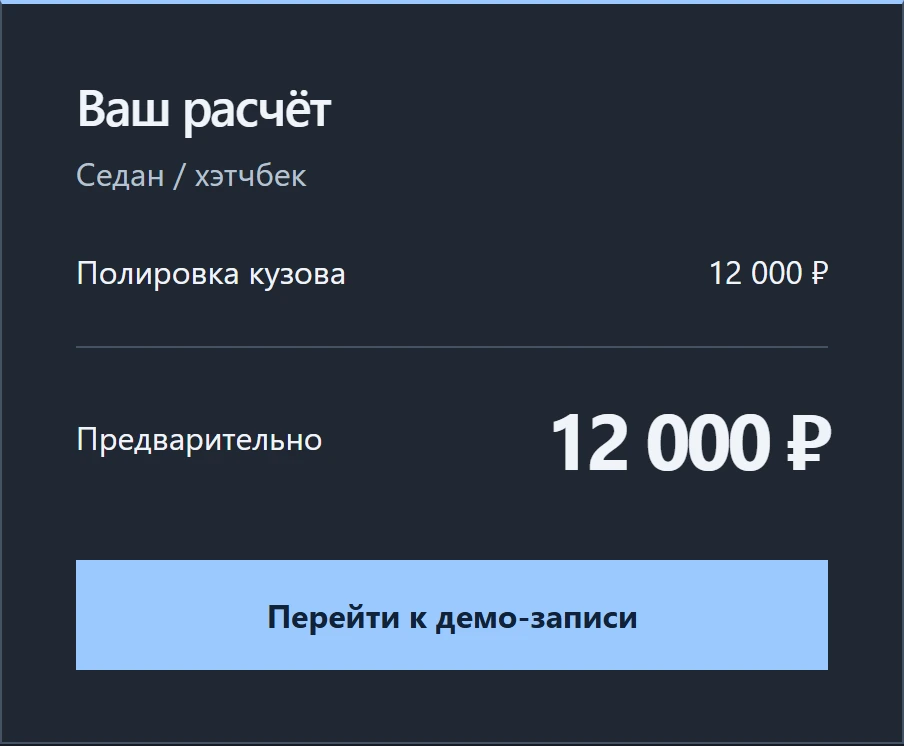 Ваш расчёт
Седан / хэтчбек
Полировка кузова 12 000 ₽
Предварительно 12 000 ₽
Перейти к демо-записи